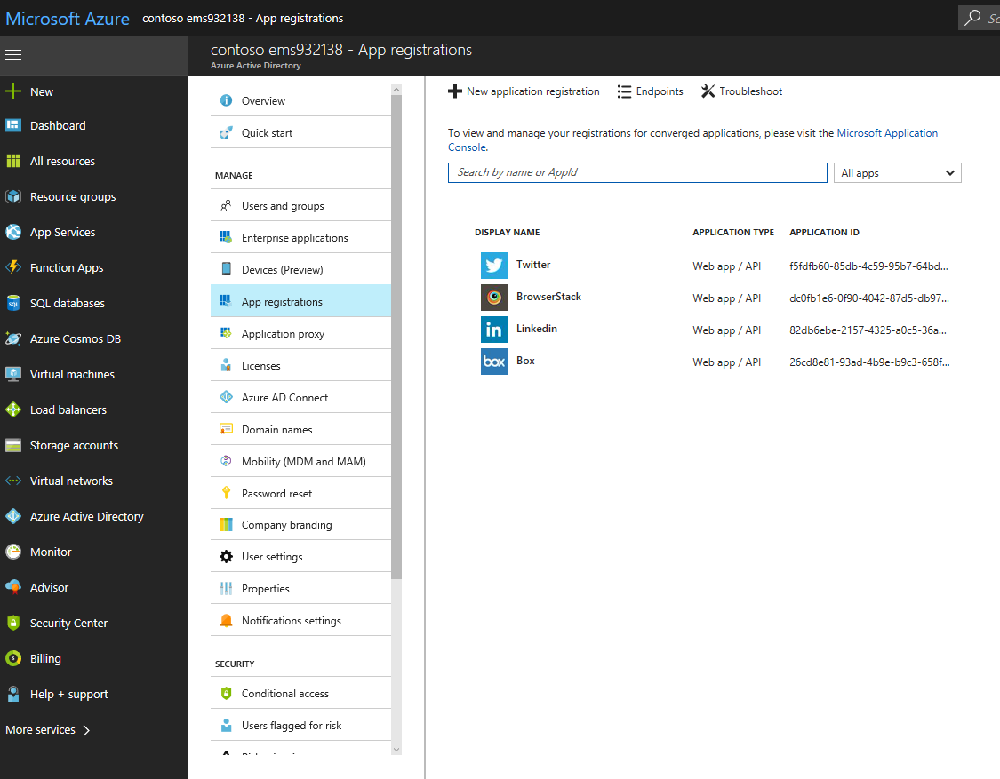 Microsoft Azure contoso ems932138 - App registrations
Se
contoso ems932138 - App registrations
Azure Active Directory
New
Dashboard
All resources
Resource groups
App Services
Function Apps
SQL databases
Azure Cosmos DB
Virtual machines
Load balancers
Storage accounts
Virtual networks
Azure Active Directory
Monitor
Advisor
Security Center
Billing
Help + support
More services
Overview
Quick start
MANAGE
Users and groups
Enterprise applications
Devices (Preview)
App registrations
Application proxy
Licenses
Azure AD Connect
Domain names
Mobility (MDM and MAM)
Password reset
Company branding
User settings
Properties
Notifications settings
SECURITY
Conditional access
Users flagged for risk
New application registration Endpoints Troubleshoot
To view and manage your registrations for converged applications, please visit the Microsoft Application
Console.
Search by name or AppId All apps
DISPLAY NAME APPLICATION TYPE APPLICATION ID
Twitter Web app / API f5fdfb60-85db-4c59-95b7-64bd...
BrowserStack Web app / API dc0fb1e6-0f90-4042-87d5-db97...
in Linkedin Web app / API 82db6ebe-2157-4325-a0c5-36a...
box Box Web app / API 26cd8e81-93ad-4b9e-b9c3-658f...